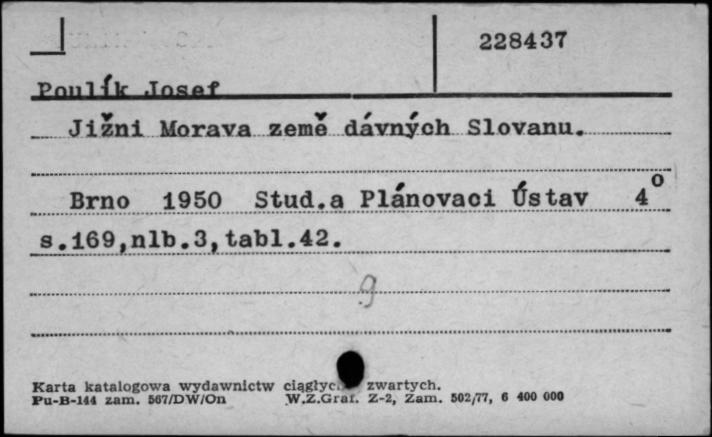 228437
Poulík Josef
Jižni Morava země dávných Slovanu.
Brno 1950 Stud.a Plánovaci Ústav 4°
s.169,nlb.3,tabl.42.
9
Karta katalogowa wydawnictw zwartych.
Pu-B-144 zam. 567/DW/On W.Z.Graf. Z-2, Zam. 502/77, 6 400 000